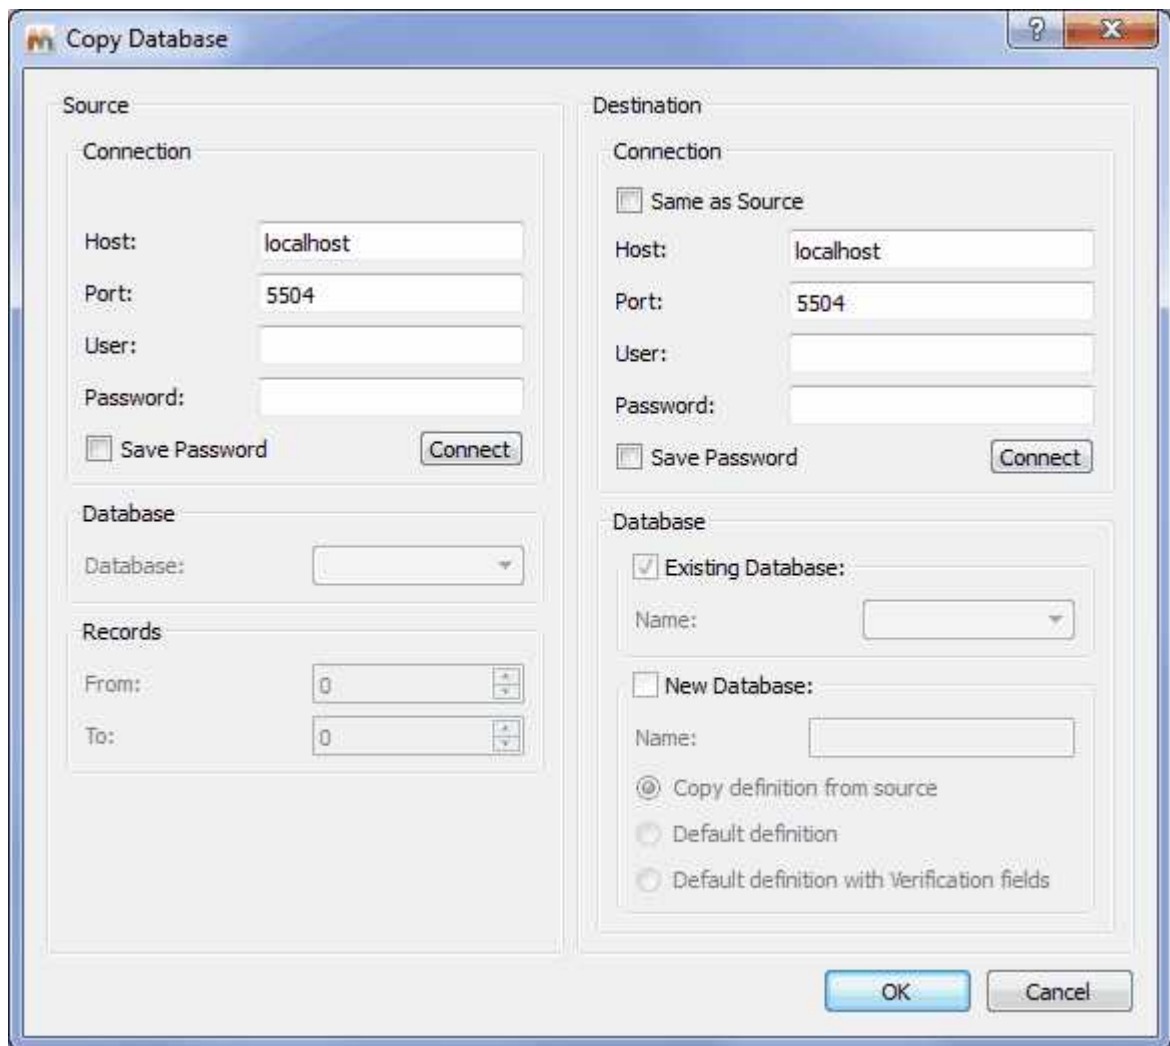 Copy Database
Source
Connection
Host: localhost
Port: 5504
User:
Password:
Save Password Connect
Database
Database:
Records
From: 0
To: 0
Destination
Connection
Same as Source
Host: localhost
Port: 5504
User:
Password:
Save Password Connect
Database
Existing Database:
Name:
New Database:
Name:
Copy definition from source
Default definition
Default definition with Verification fields
OK Cancel